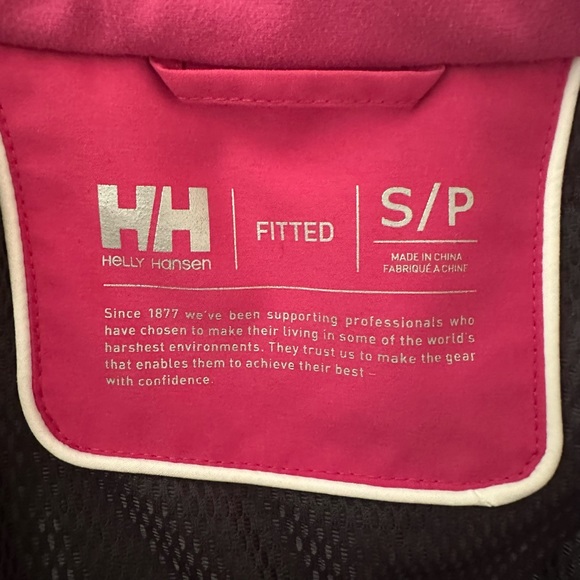 HH
HELLY HANSEN
FITTED
S/P
MADE IN CHINA
FABRIQUÉ A CHINE
Since 1877 we've been supporting professionals who
have chosen to make their living in some of the world's
harshest environments. They trust us to make the gear
that enables them to achieve their best –
with confidence.